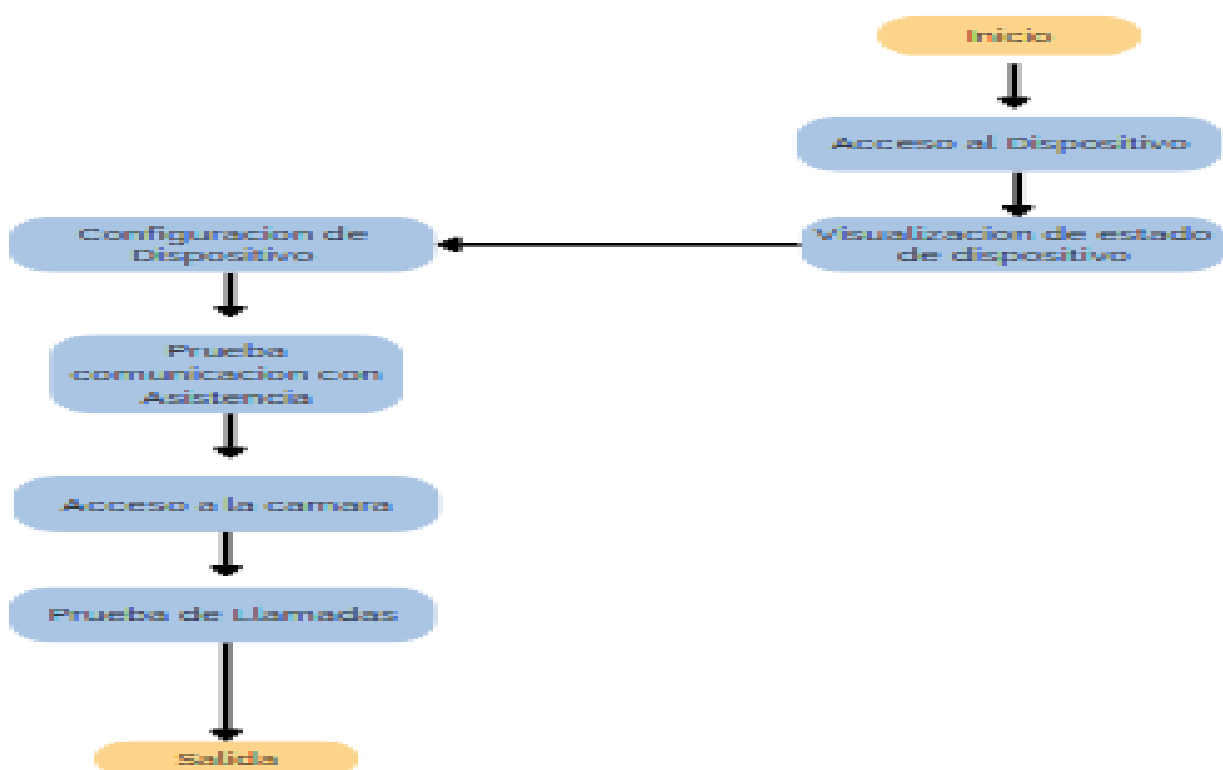 Inicio
Acceso al Dispositivo
Visualizacion de estado
de dispositivo
Configuracion de
Dispositivo
Prueba
comunicacion con
Asistencia
Acceso a la camara
Prueba de Llamadas
Salida